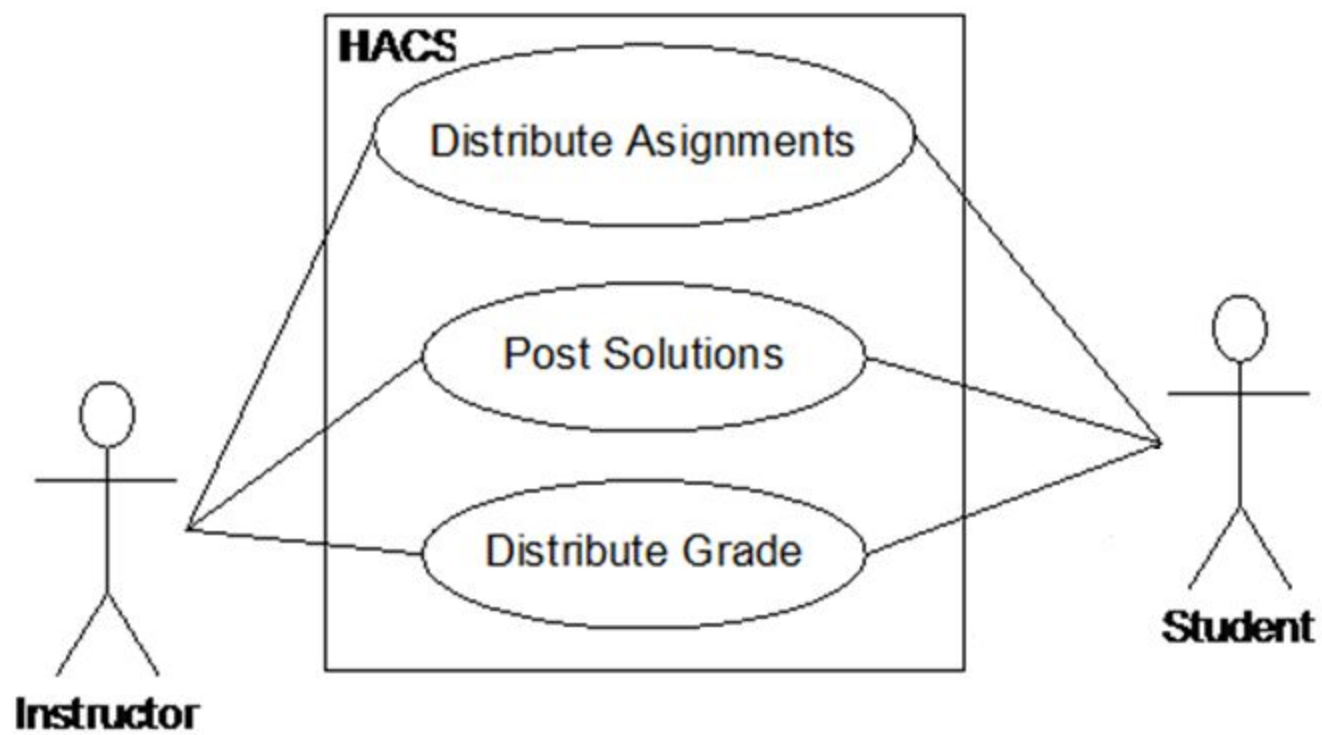 HACS
Distribute Asignments
Post Solutions
Distribute Grade
Student
Instructor